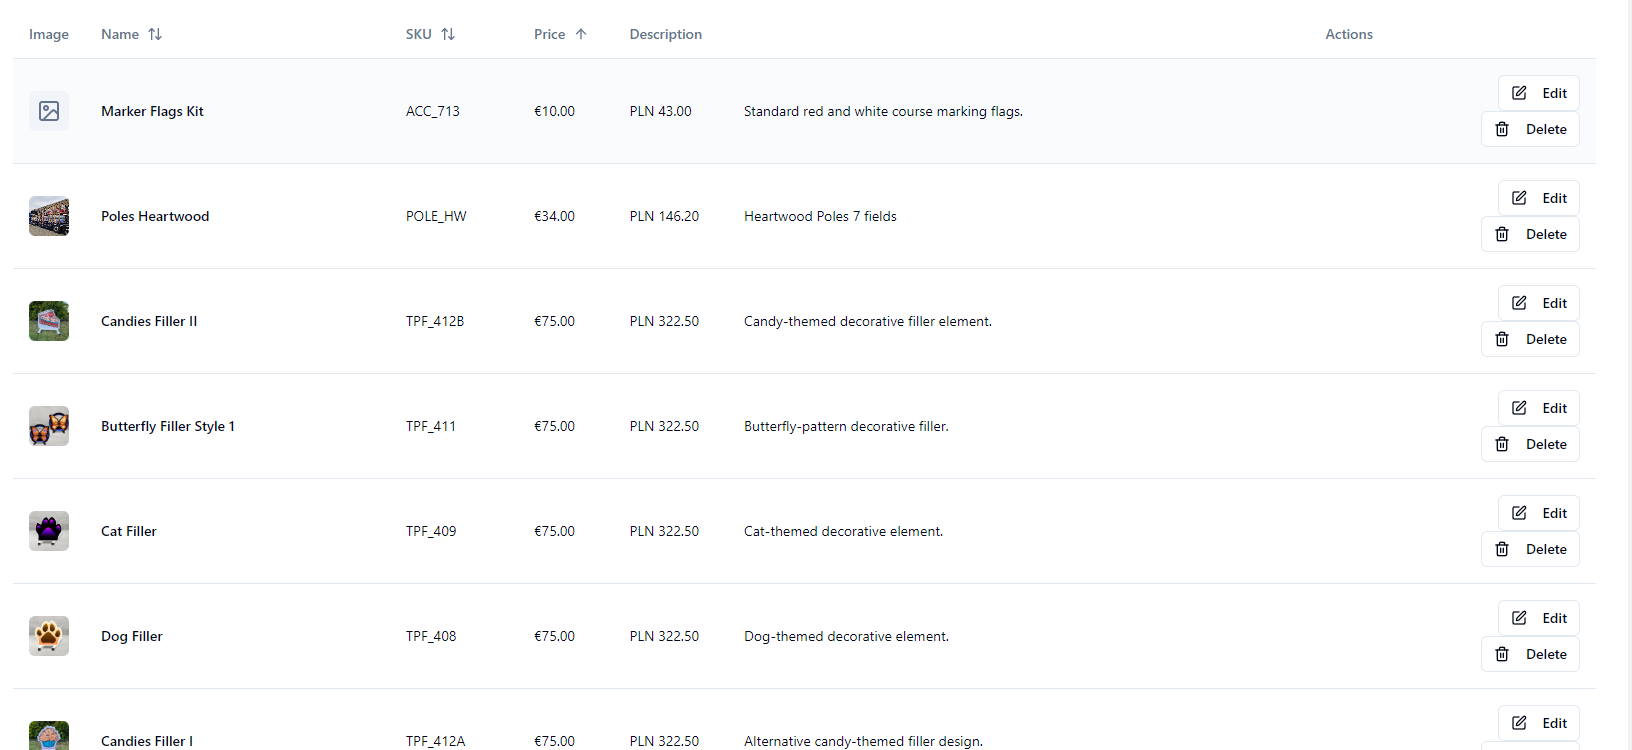 Image Name SKU Price Description Actions
Edit
Marker Flags Kit ACC_713 €10.00 PLN 43.00 Standard red and white course marking flags.
Delete
Edit
Poles Heartwood POLE_HW €34.00 PLN 146.20 Heartwood Poles 7 fields
Delete
Edit
Candies Filler II TPF_412B €75.00 PLN 322.50 Candy-themed decorative filler element.
Delete
Edit
Butterfly Filler Style 1 TPF_411 €75.00 PLN 322.50 Butterfly-pattern decorative filler.
Delete
Edit
Cat Filler TPF_409 €75.00 PLN 322.50 Cat-themed decorative element.
Delete
Edit
Dog Filler TPF_408 €75.00 PLN 322.50 Dog-themed decorative element.
Delete
Edit
Candies Filler I TPF_412A €75.00 PLN 322.50 Alternative candy-themed filler design.